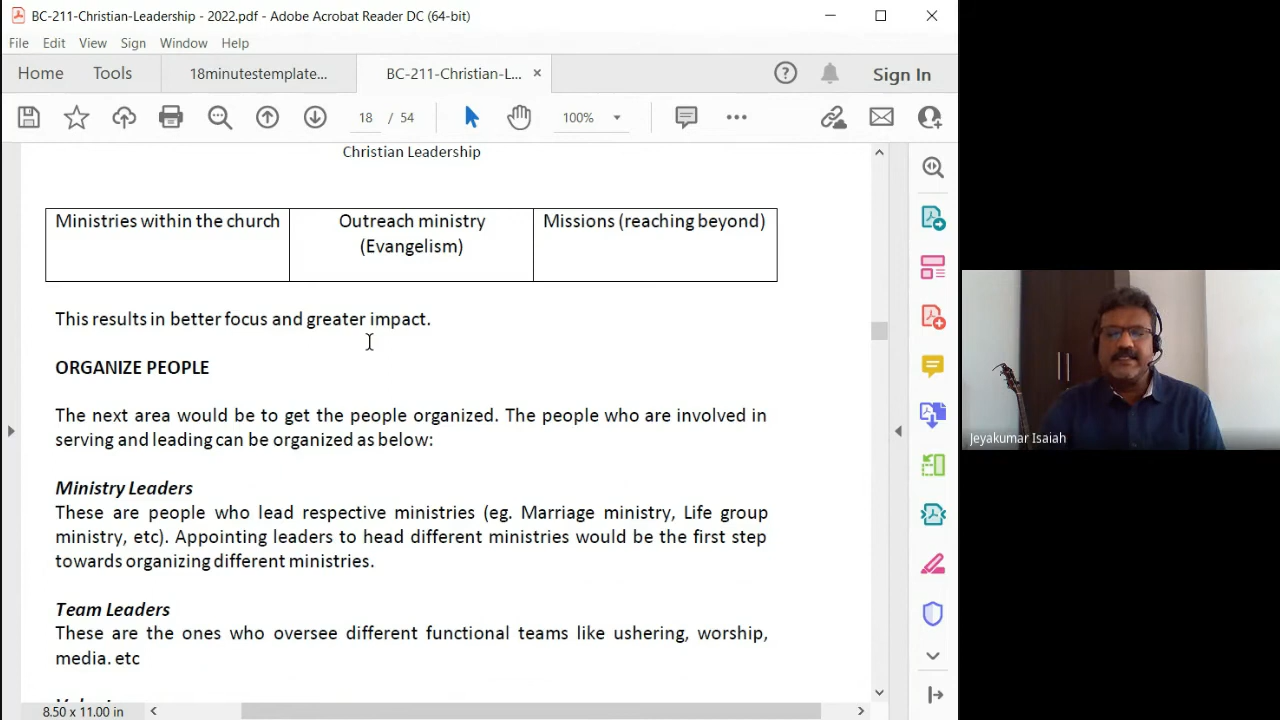 BC-211-Christian-Leadership - 2022.pdf - Adobe Acrobat Reader DC (64-bit)
File Edit View Sign Window Help
Home Tools 18minutestemplate... BC-211-Christian-L... Sign In
18 / 54 100%
Christian Leadership
Ministries within the church
Outreach ministry
(Evangelism)
Missions (reaching beyond)
This results in better focus and greater impact.
ORGANIZE PEOPLE
The next area would be to get the people organized. The people who are involved in
serving and leading can be organized as below:
Ministry Leaders
These are people who lead respective ministries (eg. Marriage ministry, Life group
ministry, etc). Appointing leaders to head different ministries would be the first step
towards organizing different ministries.
Team Leaders
These are the ones who oversee different functional teams like ushering, worship,
media. etc
8.50 x 11.00 in
Jeyakumar Isaiah